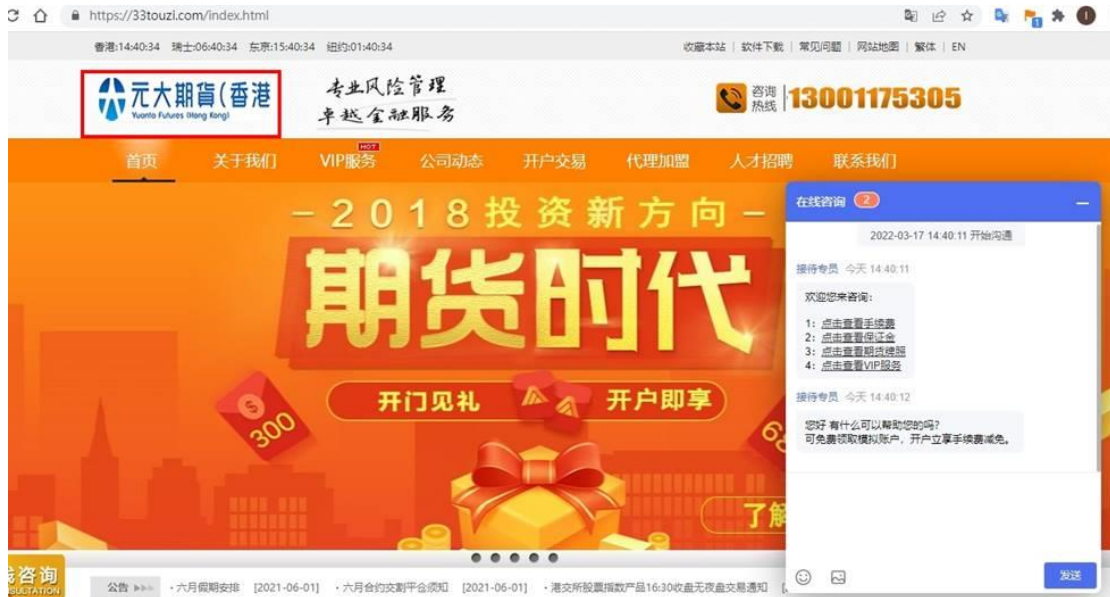 https://33touzi.com/index.html
香港:14:40:34 瑞士:06:40:34 东京:15:40:34 纽约:01:40:34
收藏本站 | 软件下载 | 常见问题 | 网站地图 | 繁体 | EN
元大期貨(香港
Yuanta Futures (Hong Kong)
专业风险管理
卓越金融服务
咨询热线
13001175305
HOT
首页 关于我们 VIP服务 公司动态 开户交易 代理加盟 人才招聘 联系我们
-2018投资新方向-
期货时代
开门见礼 开户即享
300
68
了解
在线咨询 2
2022-03-17 14:40:11 开始沟通
接待专员 今天 14:40:11
欢迎您来咨询:
1: 点击查看手续费
2: 点击查看保证金
3: 点击查看期货牌照
4: 点击查看VIP服务
接待专员 今天 14:40:12
您好 有什么可以帮助您的吗?
可免费领取模拟账户，开户立享手续费减免。
发送
线咨询
公告
·六月假期安排 [2021-06-01] ·六月合约交割平仓须知 [2021-06-01] ·港交所股票指数产品16:30收盘无夜盘交易通知